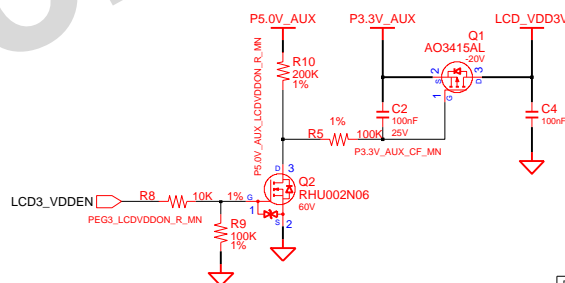 P5.0V_AUX
P3.3V_AUX
LCD_VDD3V
Q1
AO3415AL
-20V
2
S
D
3
1
G
R10
200K
1%
P5.0V_AUX_LCDVDDON_R_MN
C2
100nF
25V
C4
100nF
R5
1%
100K
P3.3V_AUX_CF_MN
D
3
Q2
RHU002N06
60V
LCD3_VDDEN
R8
10K
1%
G
1
S
2
PEG3_LCDVDDON_R_MN
R9
100K
1%